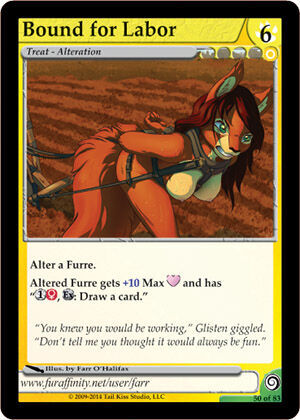 Bound for Labor
6
Treat - Alteration
Alter a Furre.
Altered Furre gets +10 Max and has
“1, : Draw a card.”
“You knew you would be working,” Glisten giggled.
“Don’t tell me you thought it would always be fun.”
Illus. by Farr O'Halifax
www.furaffinity.net/user/farr
50 of 83
© 2009-2014 Tail Kiss Studio, LLC